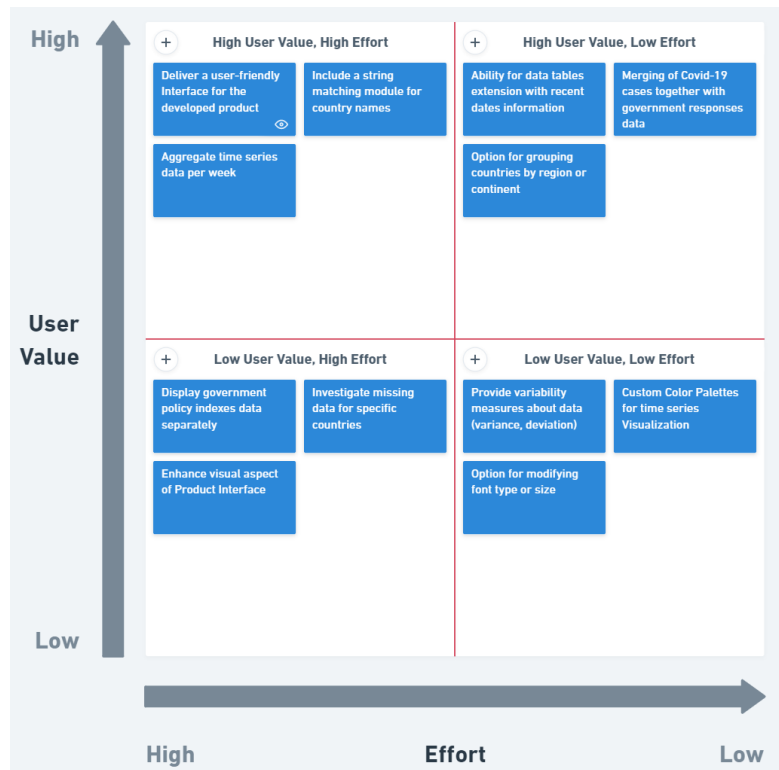 High
+
High User Value, High Effort
Deliver a user-friendly
Interface for the
developed product
Include a string
matching module for
country names
Aggregate time series
data per week
+
High User Value, Low Effort
Ability for data tables
extension with recent
dates information
Merging of Covid-19
cases together with
government responses
data
Option for grouping
countries by region or
continent
User
Value
+
Low User Value, High Effort
Display government
policy indexes data
separately
Investigate missing
data for specific
countries
Enhance visual aspect
of Product Interface
+
Low User Value, Low Effort
Provide variability
measures about data
(variance, deviation)
Custom Color Palettes
for time series
Visualization
Option for modifying
font type or size
Low
High
Effort
Low